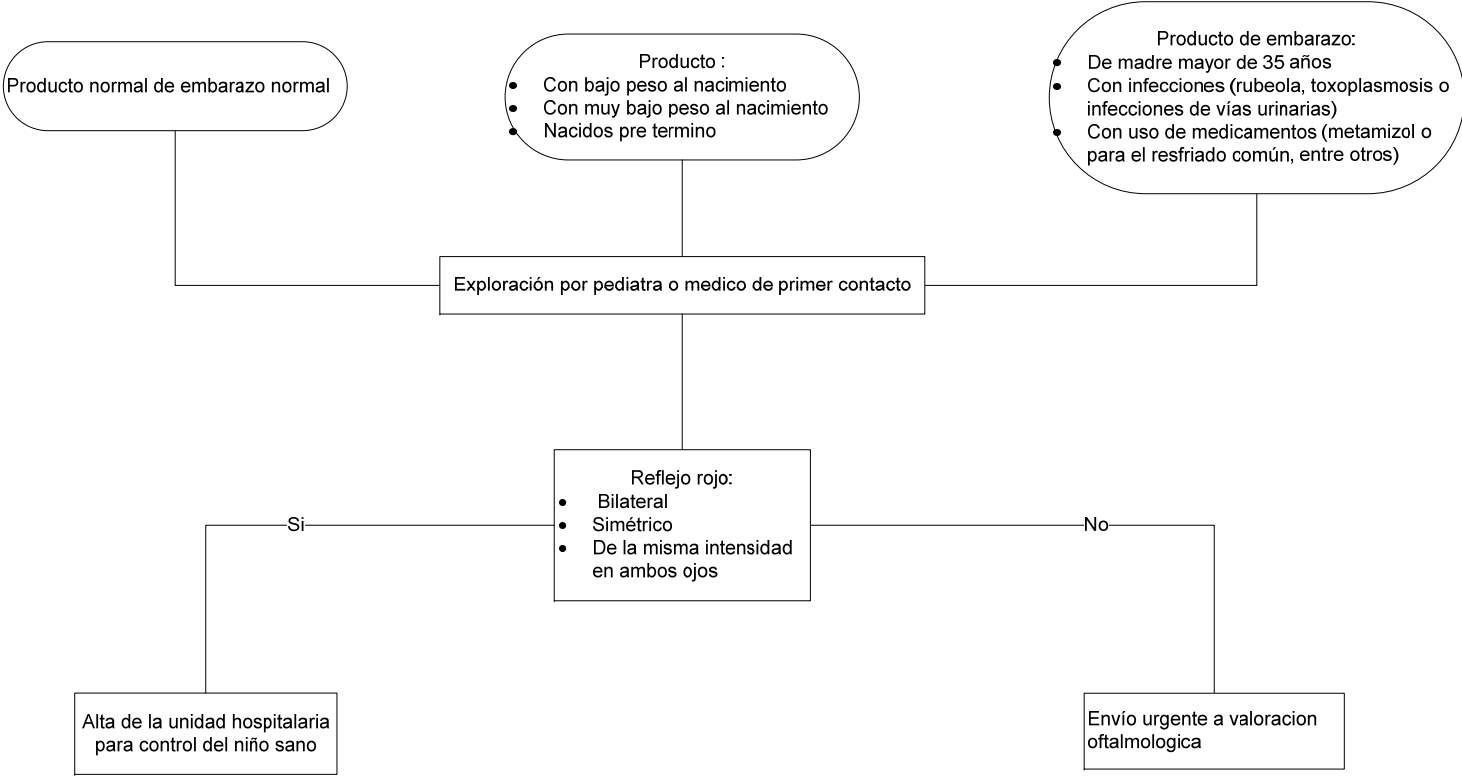 Producto normal de embarazo normal
Producto :
• Con bajo peso al nacimiento
• Con muy bajo peso al nacimiento
• Nacidos pre termino
Producto de embarazo:
• De madre mayor de 35 años
• Con infecciones (rubeola, toxoplasmosis o
infecciones de vías urinarias)
• Con uso de medicamentos (metamizol o
para el resfriado común, entre otros)
Exploración por pediatra o medico de primer contacto
Reflejo rojo:
• Bilateral
• Simétrico
• De la misma intensidad
en ambos ojos
Si
No
Alta de la unidad hospitalaria
para control del niño sano
Envío urgente a valoracion
oftalmologica